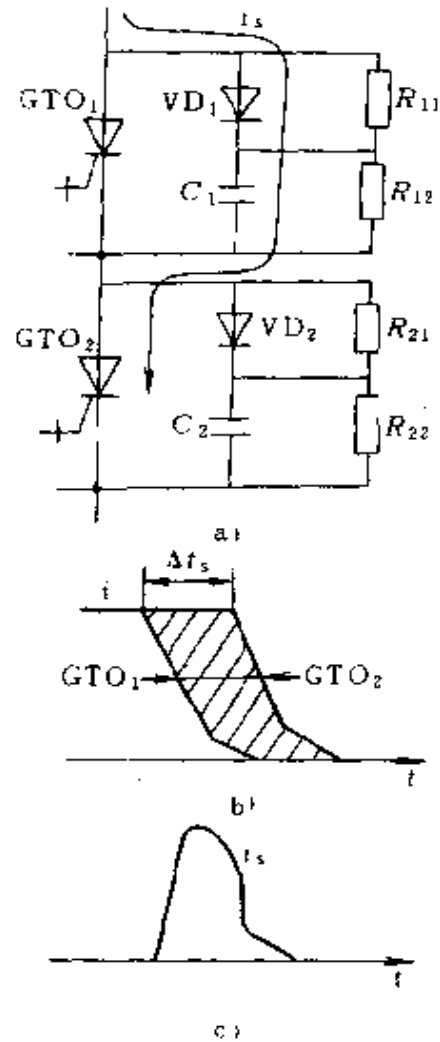 i s
GTO₁
VD₁
R₁₁
C₁
R₁₂
GTO₂
VD₂
R₂₁
C₂
R₂₂
a)
Δt s
i
GTO₁
GTO₂
t
b)
i s
t
c)